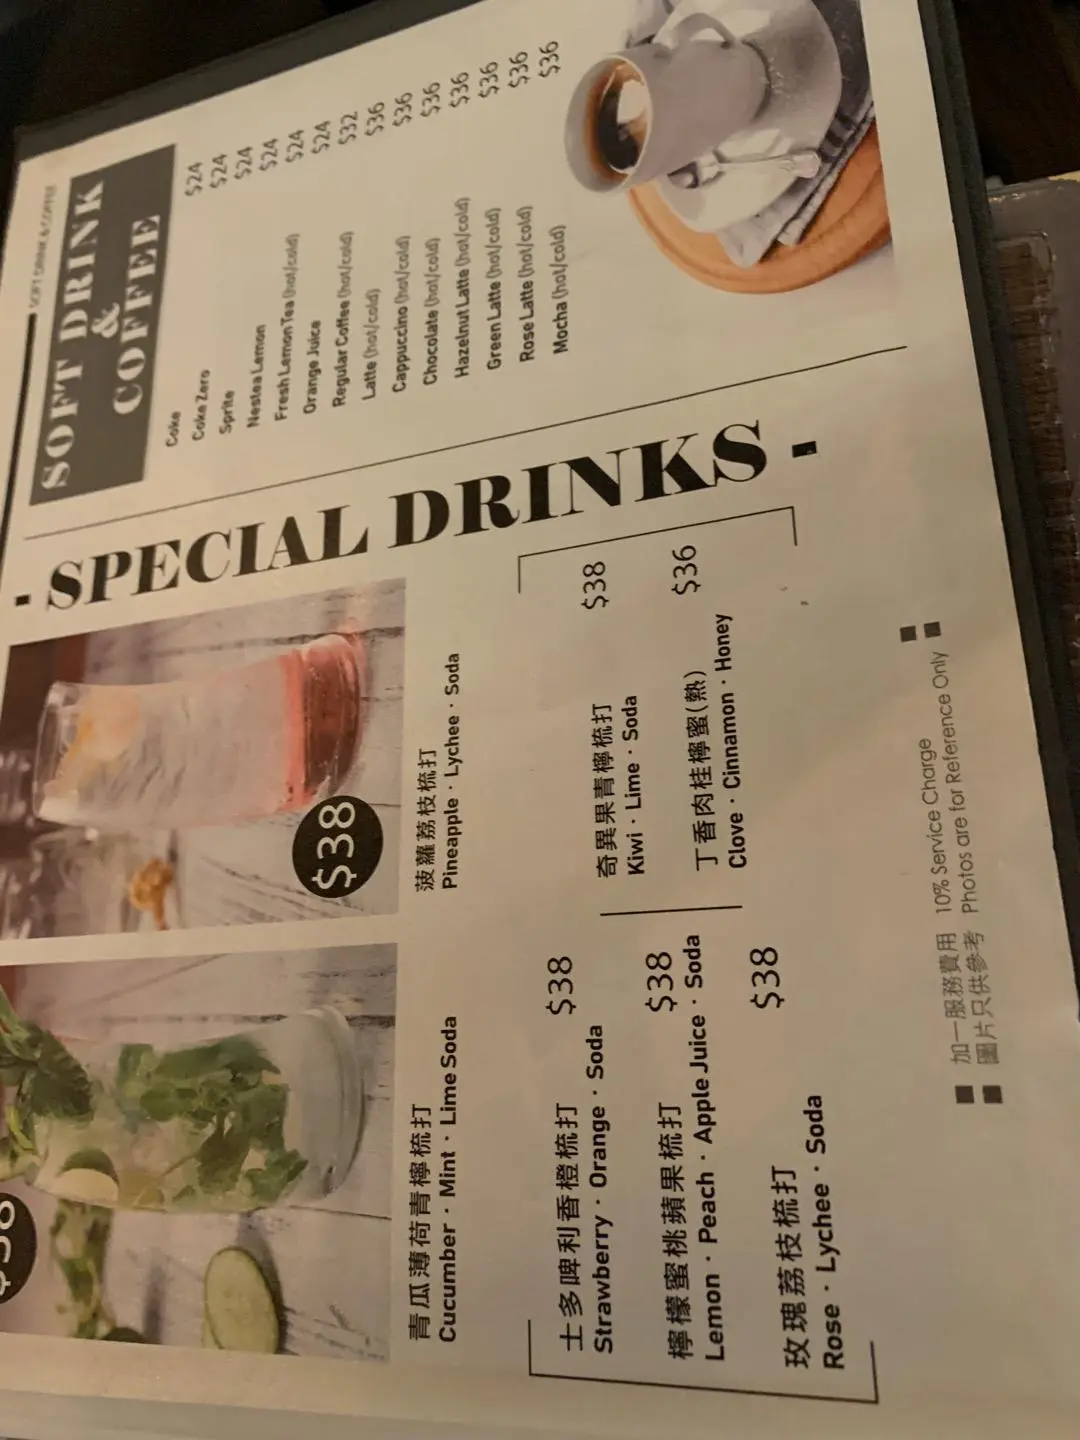 SOFT DRINK & COFFEE
SOFT DRINK
&
COFFEE
Coke $24
Coke Zero $24
Sprite $24
Nestea Lemon $24
Fresh Lemon Tea (hot/cold) $24
Orange Juice $24
Regular Coffee (hot/cold) $32
Latte (hot/cold) $36
Cappuccino (hot/cold) $36
Chocolate (hot/cold) $36
Hazelnut Latte (hot/cold) $36
Green Latte (hot/cold) $36
Rose Latte (hot/cold) $36
Mocha (hot/cold) $36
- SPECIAL DRINKS -
$38
青瓜薄荷青檸梳打
Cucumber · Mint · Lime Soda
$38
菠蘿荔枝梳打
Pineapple · Lychee · Soda
士多啤利香橙梳打 $38
Strawberry · Orange · Soda
檸檬蜜桃蘋果梳打 $38
Lemon · Peach · Apple Juice · Soda
玫瑰荔枝梳打 $38
Rose · Lychee · Soda
奇異果青檸梳打 $38
Kiwi · Lime · Soda
丁香肉桂檸蜜(熱) $36
Clove · Cinnamon · Honey
加一服務費用 10% Service Charge
圖片只供參考 Photos are for Reference Only